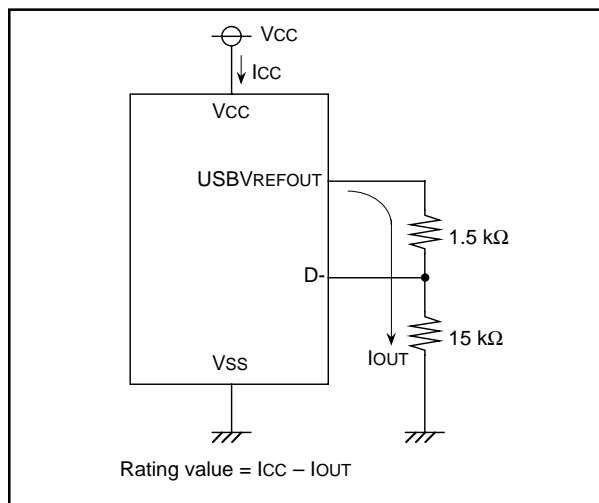 VCC
ICC
VCC
USBVREFOUT
1.5 kΩ
D-
15 kΩ
IOUT
VSS
Rating value = ICC – IOUT